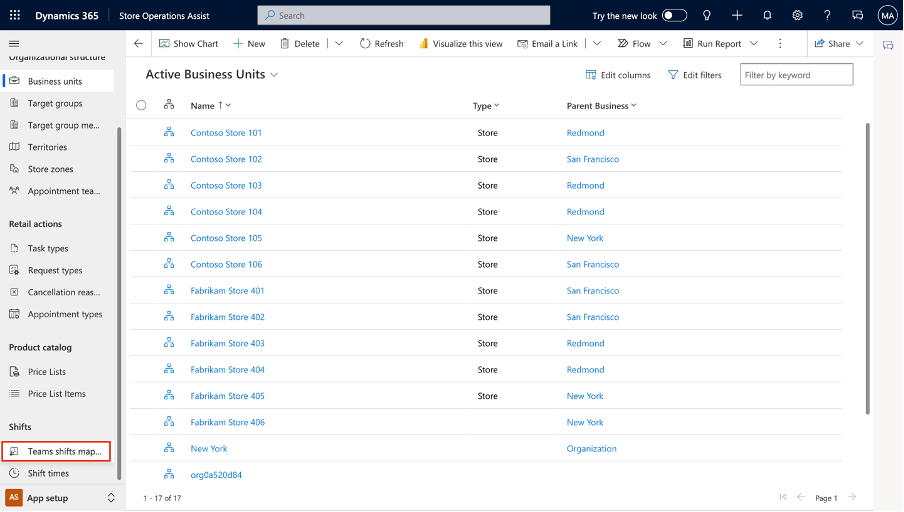 Dynamics 365 Store Operations Assist Search Try the new look MA
Show Chart New Delete Refresh Visualize this view Email a Link Flow Run Report Share
Organizational structure
Business units
Target groups
Target group me...
Territories
Store zones
Appointment tea...
Retail actions
Task types
Request types
Cancellation reas...
Appointment types
Product catalog
Price Lists
Price List Items
Shifts
Teams shifts map...
Shift times
AS App setup
Active Business Units Edit columns Edit filters Filter by keyword
Name ↑ Type Parent Business
Contoso Store 101 Store Redmond
Contoso Store 102 Store San Francisco
Contoso Store 103 Store Redmond
Contoso Store 104 Store Redmond
Contoso Store 105 Store New York
Contoso Store 106 Store San Francisco
Fabrikam Store 401 Store San Francisco
Fabrikam Store 402 Store San Francisco
Fabrikam Store 403 Store Redmond
Fabrikam Store 404 Store Redmond
Fabrikam Store 405 Store New York
Fabrikam Store 406 New York
New York Organization
org0a520d84
1 - 17 of 17 Page 1